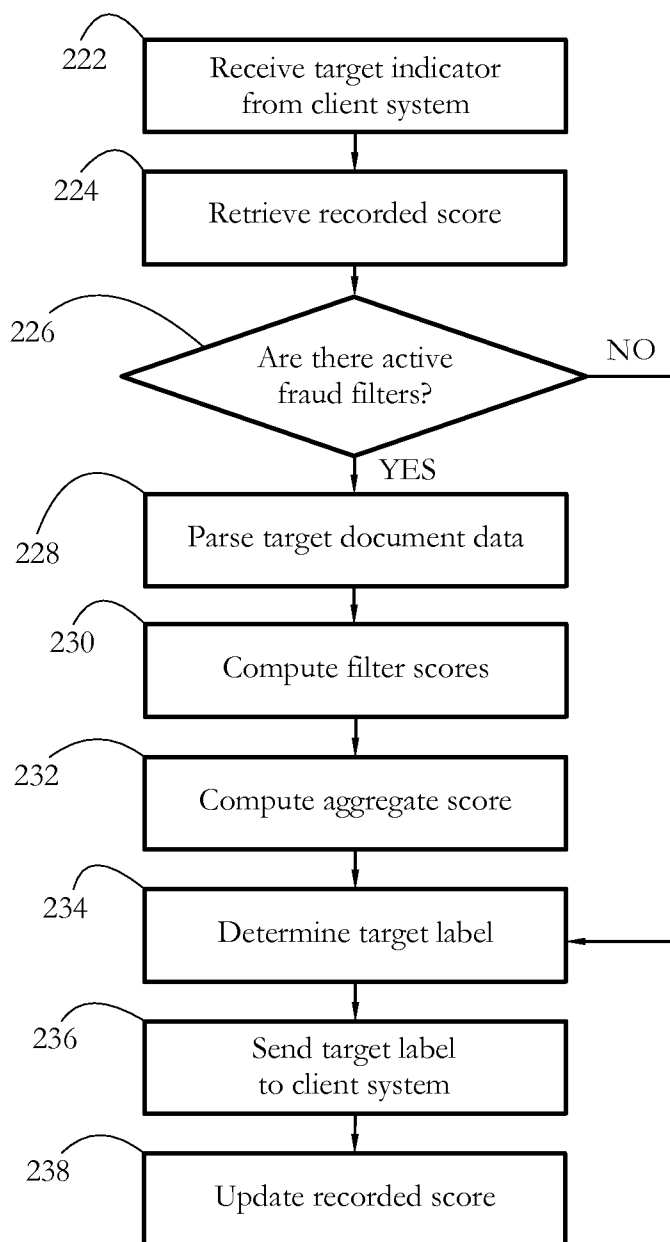 222
Receive target indicator
from client system
224
Retrieve recorded score
226
Are there active
fraud filters?
NO
YES
228
Parse target document data
230
Compute filter scores
232
Compute aggregate score
234
Determine target label
236
Send target label
to client system
238
Update recorded score